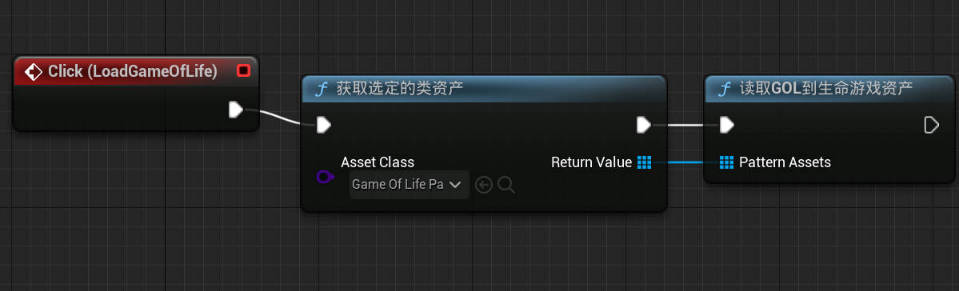 Click (LoadGameOfLife)
f 获取选定的类资产
Asset Class
Game Of Life Pa
Return Value
f 读取GOL到生命游戏资产
Pattern Assets